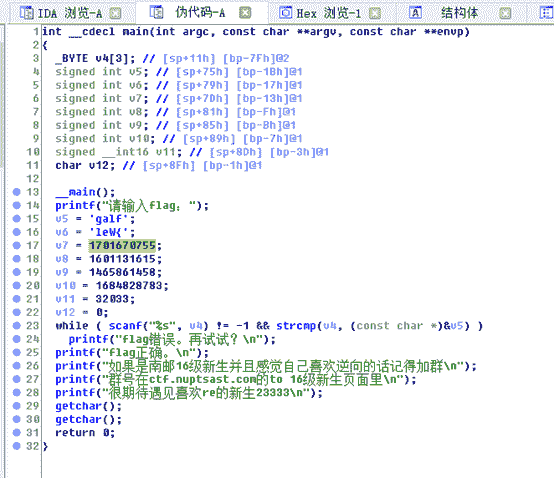 IDA 浏览-A 伪代码-A Hex 浏览-1 A 结构体
1 int __cdecl main(int argc, const char **argv, const char **envp)
2 {
3 _BYTE v4[3]; // [sp+11h] [bp-7Fh]@2
4 signed int v5; // [sp+75h] [bp-1Bh]@1
5 signed int v6; // [sp+79h] [bp-17h]@1
6 signed int v7; // [sp+7Dh] [bp-13h]@1
7 signed int v8; // [sp+81h] [bp-Fh]@1
8 signed int v9; // [sp+85h] [bp-Bh]@1
9 signed int v10; // [sp+89h] [bp-7h]@1
10 signed __int16 v11; // [sp+8Dh] [bp-3h]@1
11 char v12; // [sp+8Fh] [bp-1h]@1
12
13 __main();
14 printf("请输入flag：");
15 v5 = 'galf';
16 v6 = 'leW{';
17 v7 = 1701670755;
18 v8 = 1601131615;
19 v9 = 1465861458;
20 v10 = 1684828783;
21 v11 = 32033;
22 v12 = 0;
23 while ( scanf("%s", v4) != -1 && strcmp(v4, (const char *)&v5) )
24 printf("flag错误。再试试？\n");
25 printf("flag正确。\n");
26 printf("如果是南邮16级新生并且感觉自己喜欢逆向的话记得加群\n");
27 printf("群号在ctf.nuptsast.com的to 16级新生页面里\n");
28 printf("很期待遇见喜欢re的新生23333\n");
29 getchar();
30 getchar();
31 return 0;
32 }